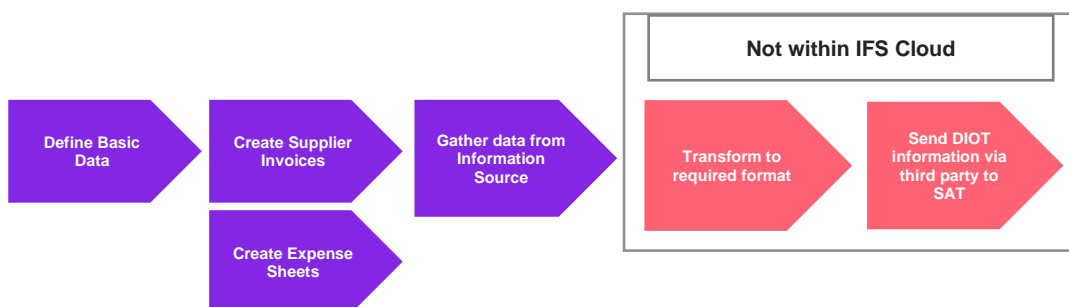 Not within IFS Cloud
Define Basic
Data
Create Supplier
Invoices
Gather data from
Information
Source
Transform to
required format
Send DIOT
information via
third party to
SAT
Create Expense
Sheets